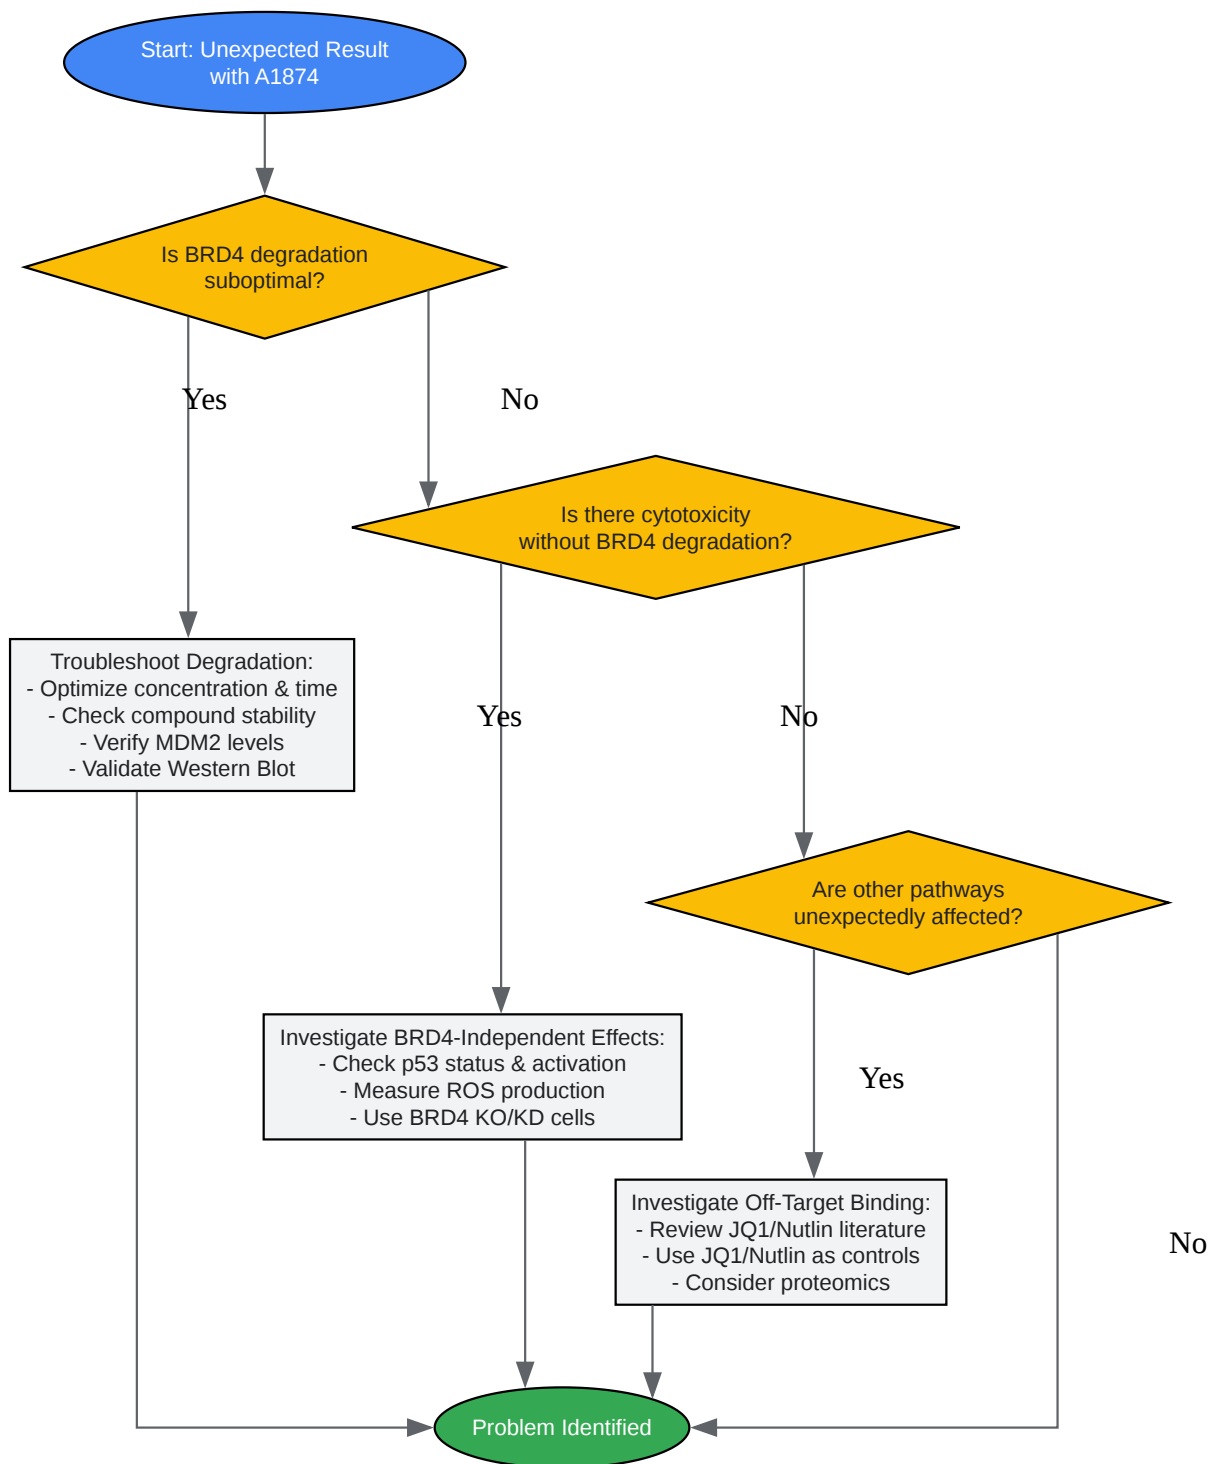 Start: Unexpected Result
with A1874
Is BRD4 degradation
suboptimal?
Yes
No
Is there cytotoxicity
without BRD4 degradation?
Troubleshoot Degradation:
- Optimize concentration & time
- Check compound stability
- Verify MDM2 levels
- Validate Western Blot
Yes
No
Are other pathways
unexpectedly affected?
Investigate BRD4-Independent Effects:
- Check p53 status & activation
- Measure ROS production
- Use BRD4 KO/KD cells
Yes
Investigate Off-Target Binding:
- Review JQ1/Nutlin literature
- Use JQ1/Nutlin as controls
- Consider proteomics
No
Problem Identified